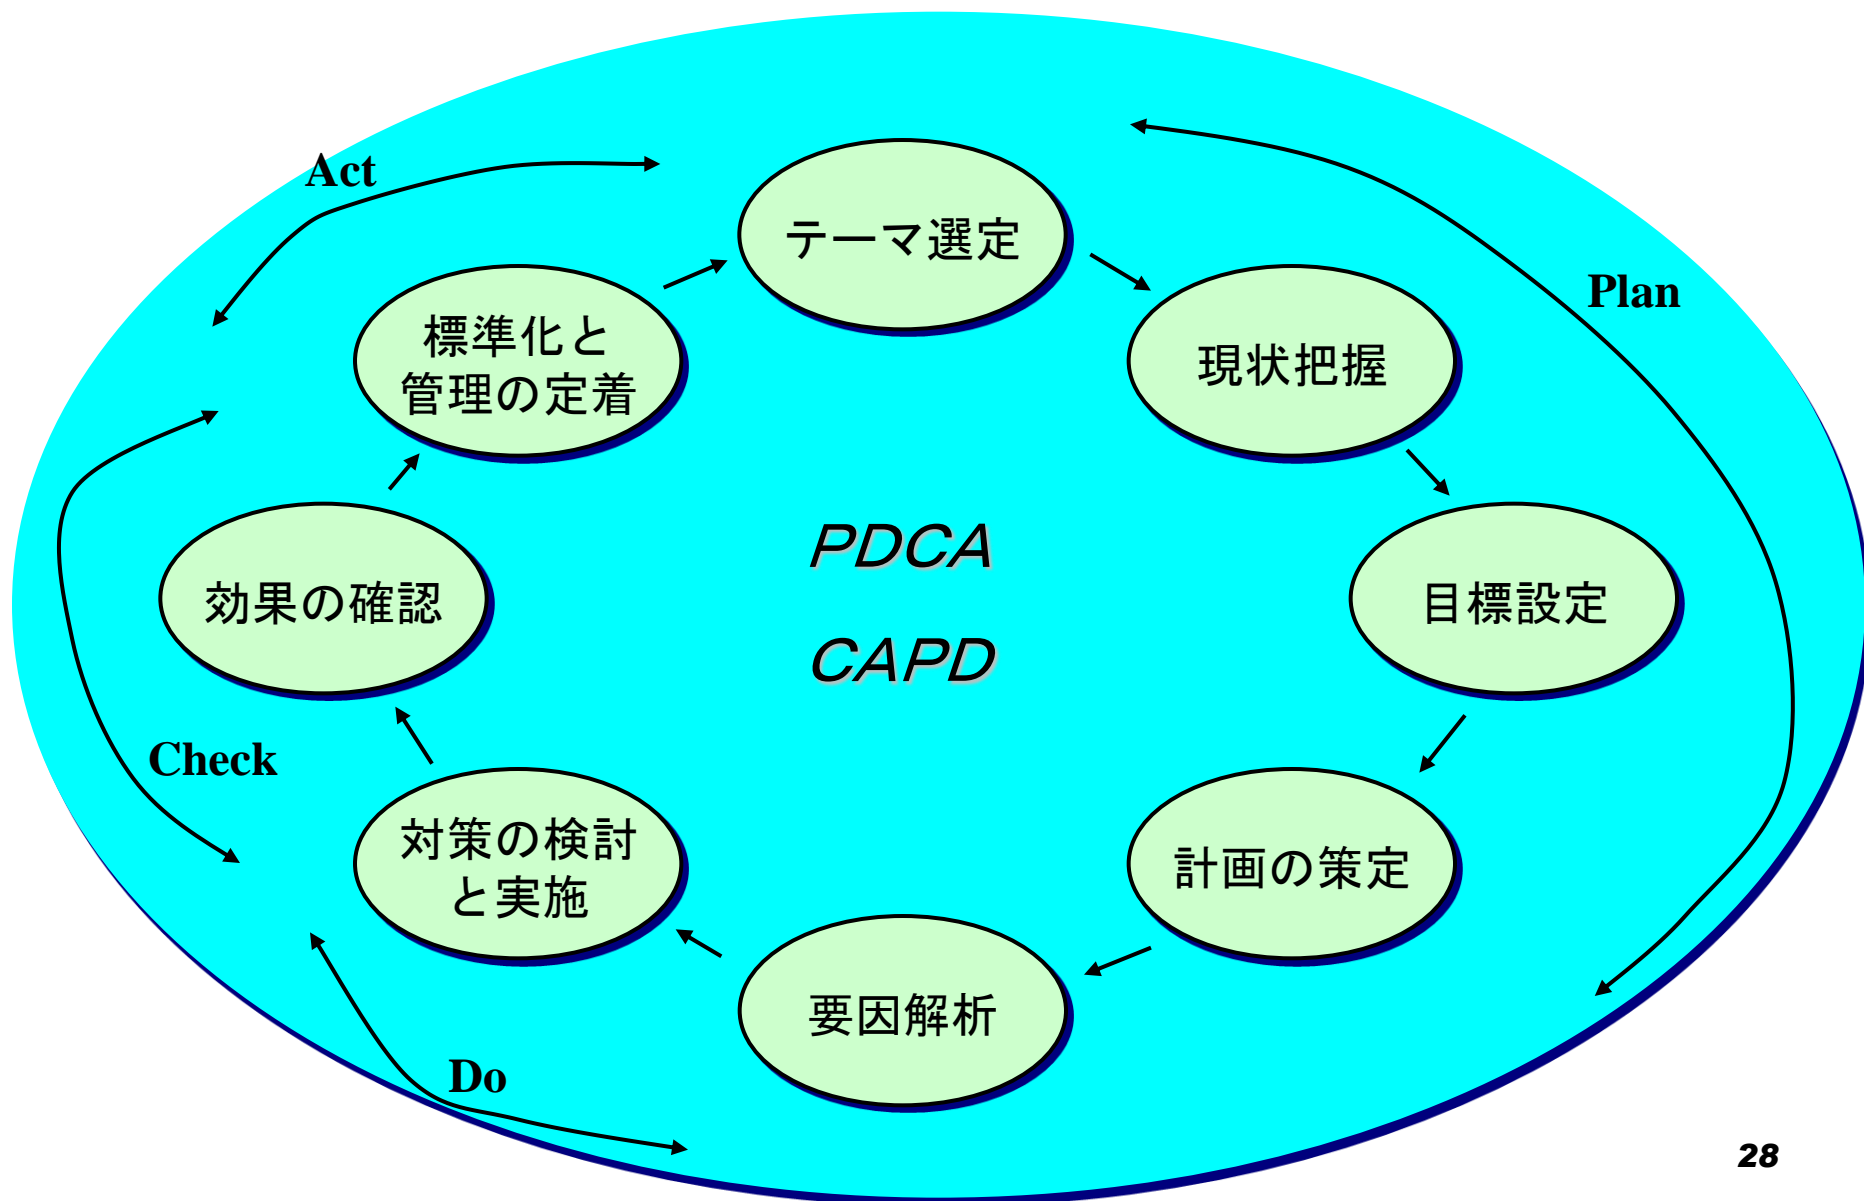 Act
テーマ選定
Plan
標準化と
管理の定着
現状把握
PDCA
CAPD
効果の確認
目標設定
Check
対策の検討
と実施
計画の策定
要因解析
Do
28